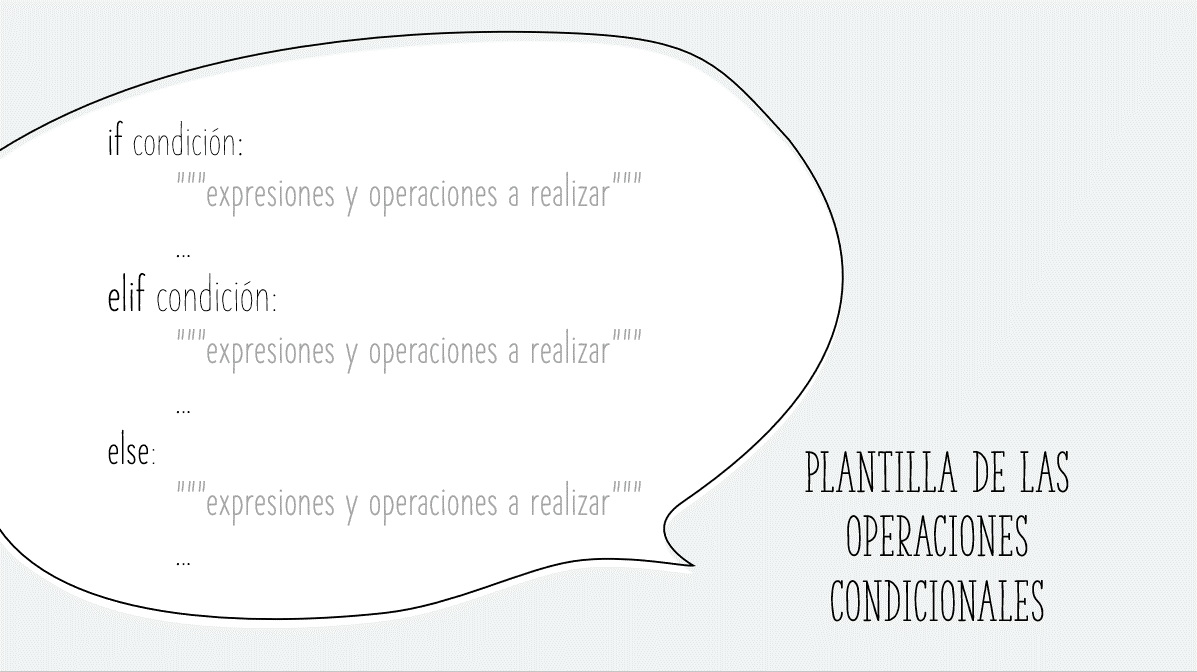 if condición:
"""expresiones y operaciones a realizar"""
...
elif condición:
"""expresiones y operaciones a realizar"""
...
else:
"""expresiones y operaciones a realizar"""
...
PLANTILLA DE LAS
OPERACIONES
CONDICIONALES